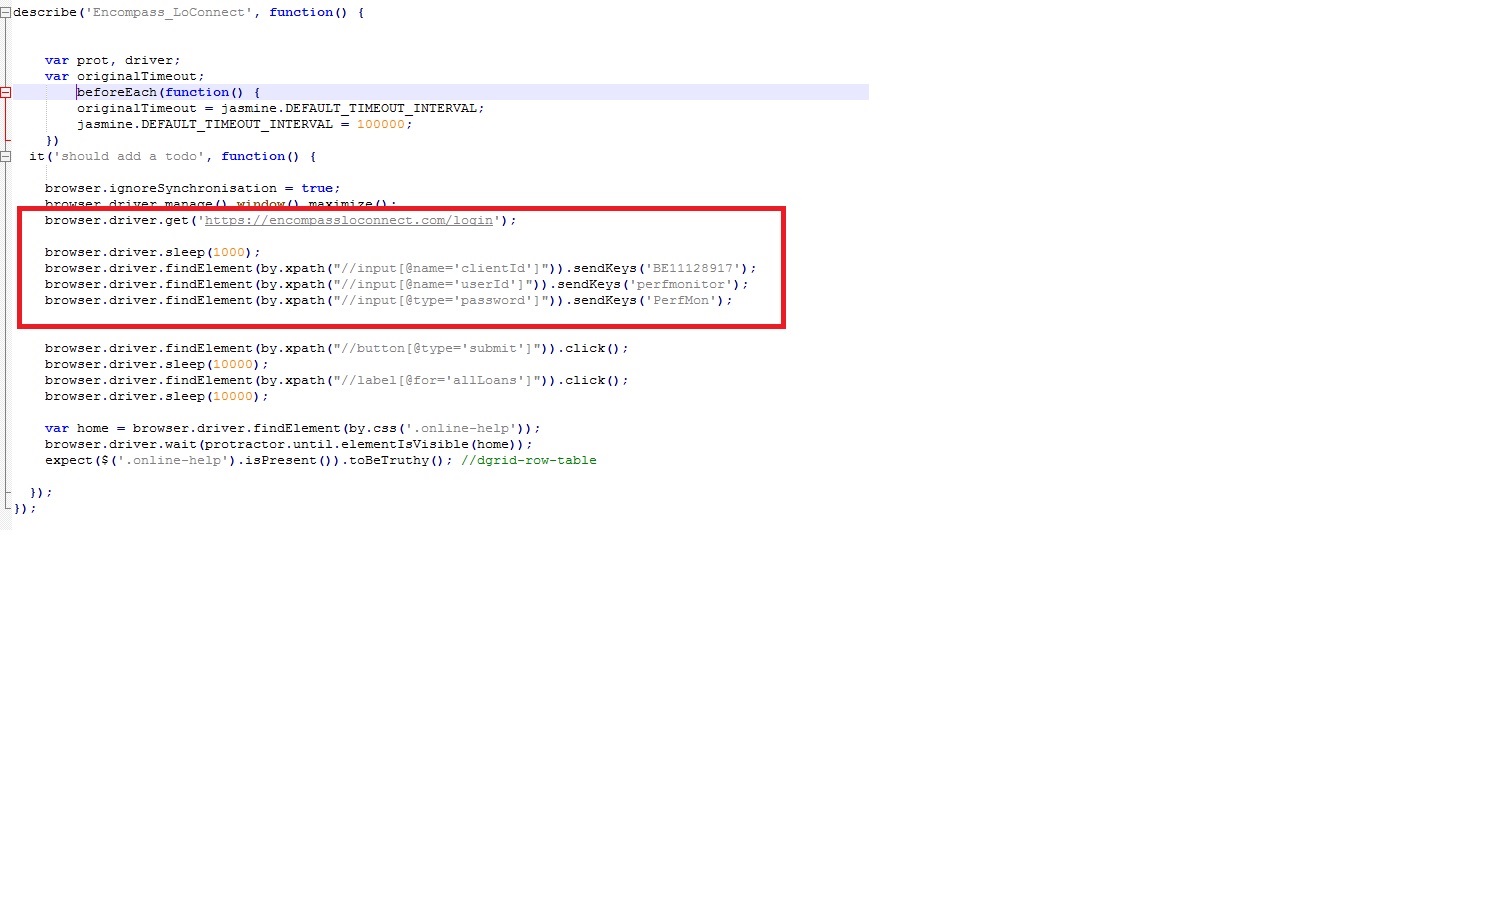 describe('Encompass_LoConnect', function() {
var prot, driver;
var originalTimeout;
beforeEach(function() {
originalTimeout = jasmine.DEFAULT_TIMEOUT_INTERVAL;
jasmine.DEFAULT_TIMEOUT_INTERVAL = 100000;
})
it('should add a todo', function() {
browser.ignoreSynchronisation = true;
browser.driver.manage().window().maximize();
browser.driver.get('https://encompassloconnect.com/login');
browser.driver.sleep(1000);
browser.driver.findElement(by.xpath("//input[@name='clientId']")).sendKeys('BE11128917');
browser.driver.findElement(by.xpath("//input[@name='userId']")).sendKeys('perfmonitor');
browser.driver.findElement(by.xpath("//input[@type='password']")).sendKeys('PerfMon');
browser.driver.findElement(by.xpath("//button[@type='submit']")).click();
browser.driver.sleep(10000);
browser.driver.findElement(by.xpath("//label[@for='allLoans']")).click();
browser.driver.sleep(10000);
var home = browser.driver.findElement(by.css('.online-help'));
browser.driver.wait(protractor.until.elementIsVisible(home));
expect($('.online-help').isPresent()).toBeTruthy(); //dgrid-row-table
});
});